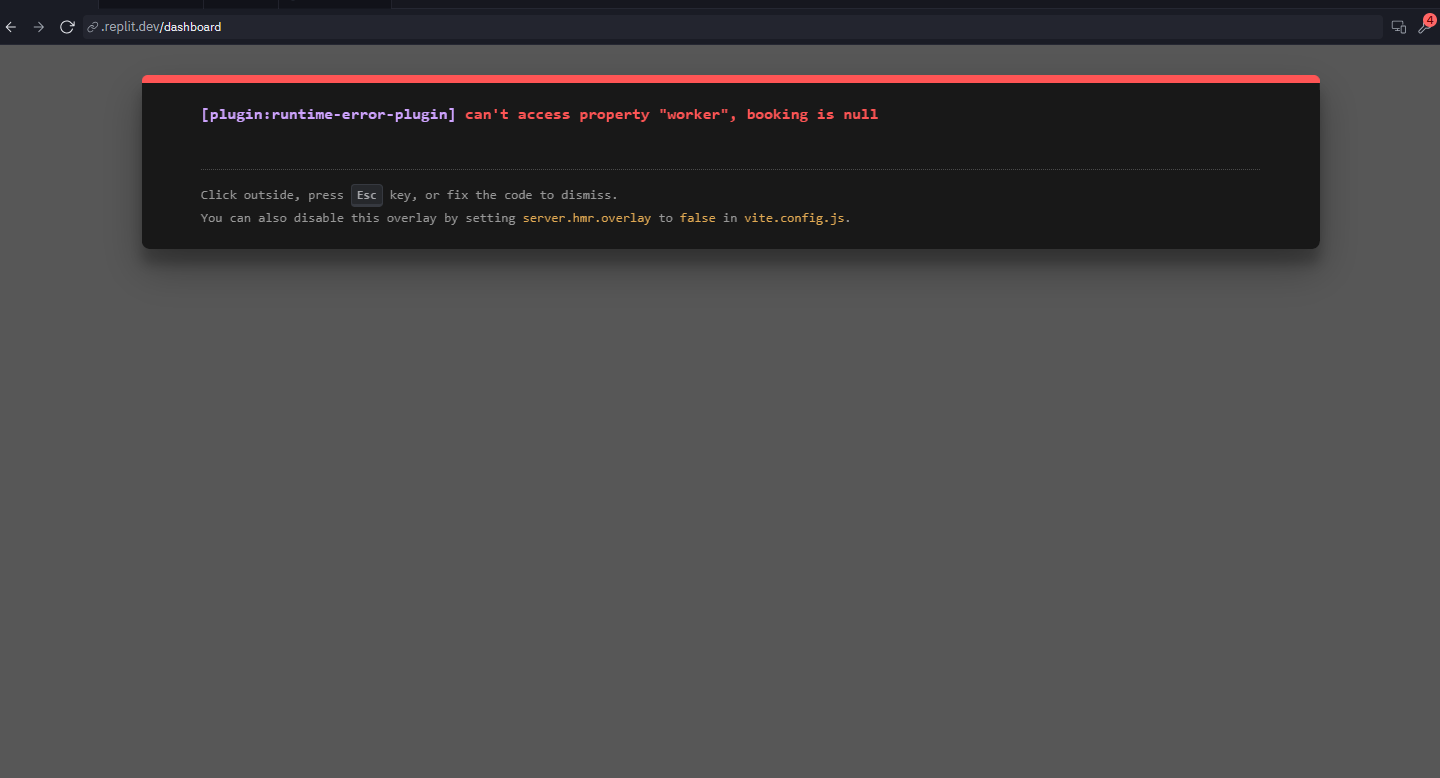 .replit.dev/dashboard
4
[plugin:runtime-error-plugin] can't access property "worker", booking is null
Click outside, press Esc key, or fix the code to dismiss.
You can also disable this overlay by setting server.hmr.overlay to false in vite.config.js.